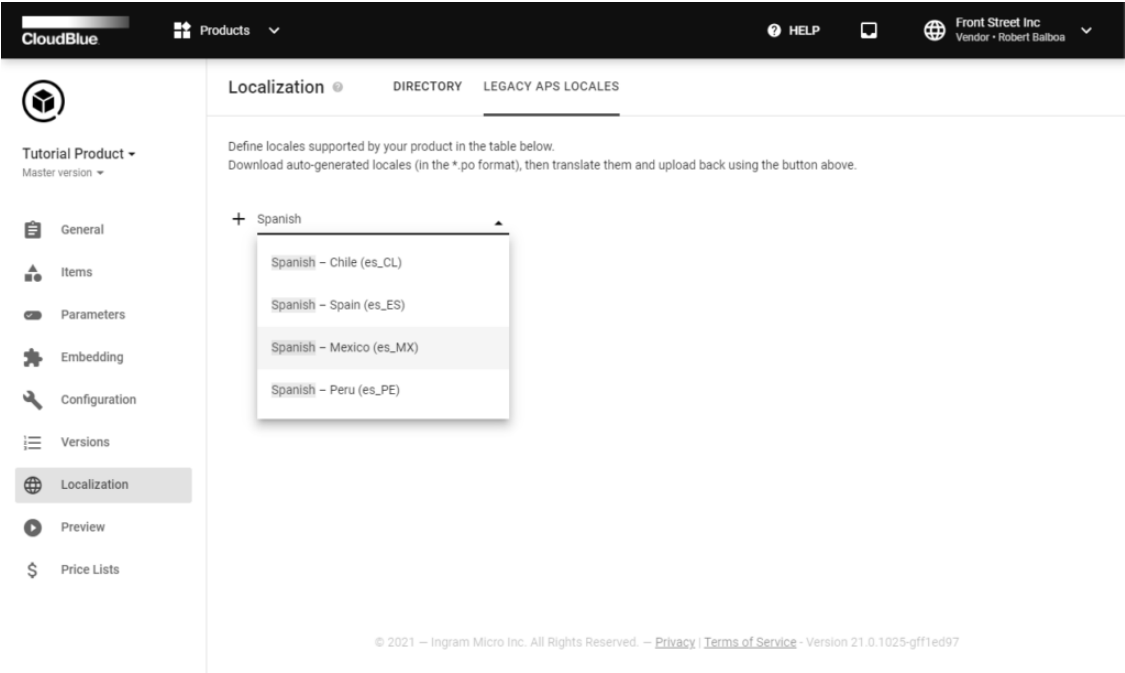 CloudBlue
Products
HELP
Front Street Inc
Vendor • Robert Balboa
Tutorial Product
Master version
General
Items
Parameters
Embedding
Configuration
Versions
Localization
Preview
Price Lists
Localization
DIRECTORY
LEGACY APS LOCALES
Define locales supported by your product in the table below.
Download auto-generated locales (in the *.po format), then translate them and upload back using the button above.
Spanish
Spanish – Chile (es_CL)
Spanish – Spain (es_ES)
Spanish – Mexico (es_MX)
Spanish – Peru (es_PE)
© 2021 — Ingram Micro Inc. All Rights Reserved. — Privacy | Terms of Service - Version 21.0.1025-gff1ed97